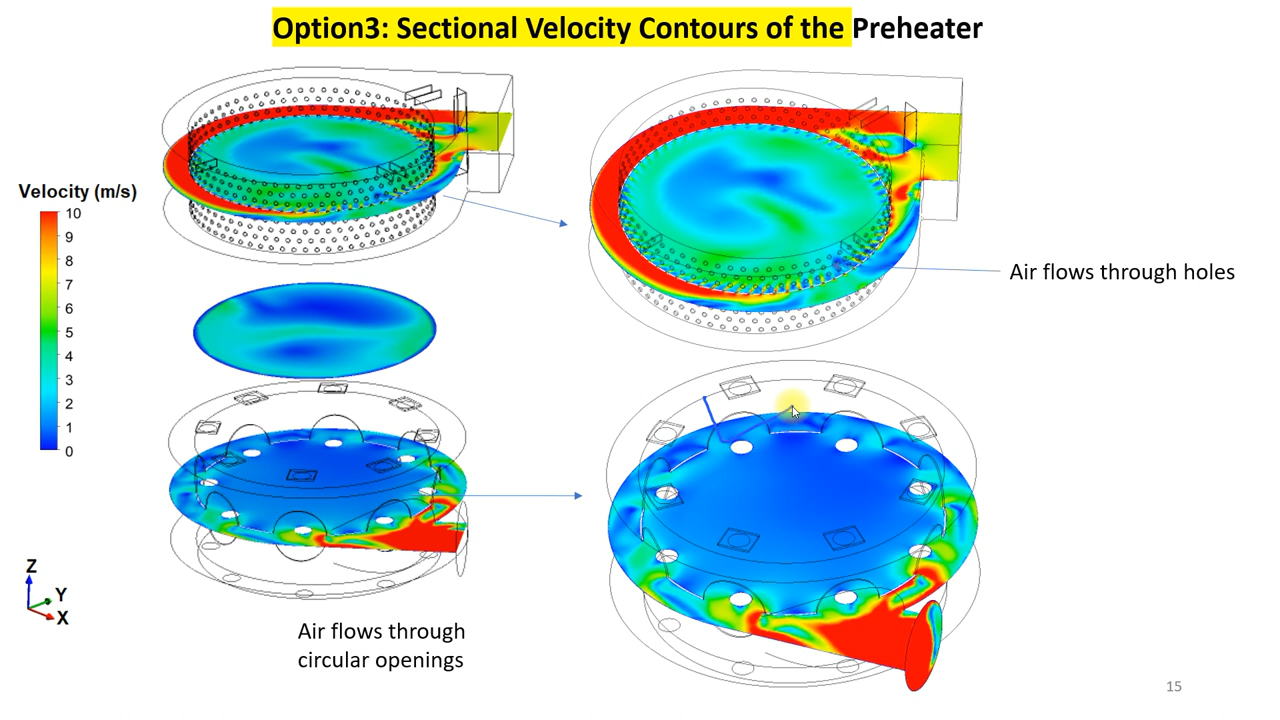 Option3: Sectional Velocity Contours of the Preheater
Velocity (m/s)
10
9
8
7
6
5
4
3
2
1
0
Air flows through holes
Z
Y
X
Air flows through
circular openings
15